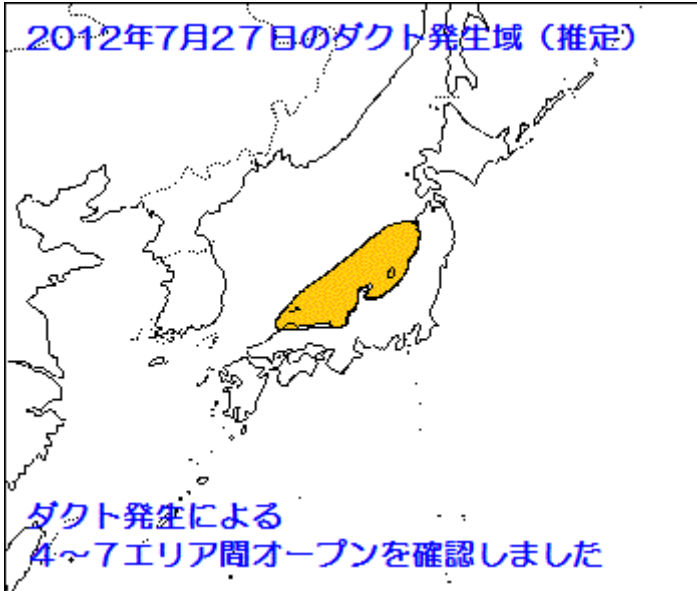 2012年7月27日のダクト発生域（推定）
ダクト発生による
4～7エリア間オープンを確認しました